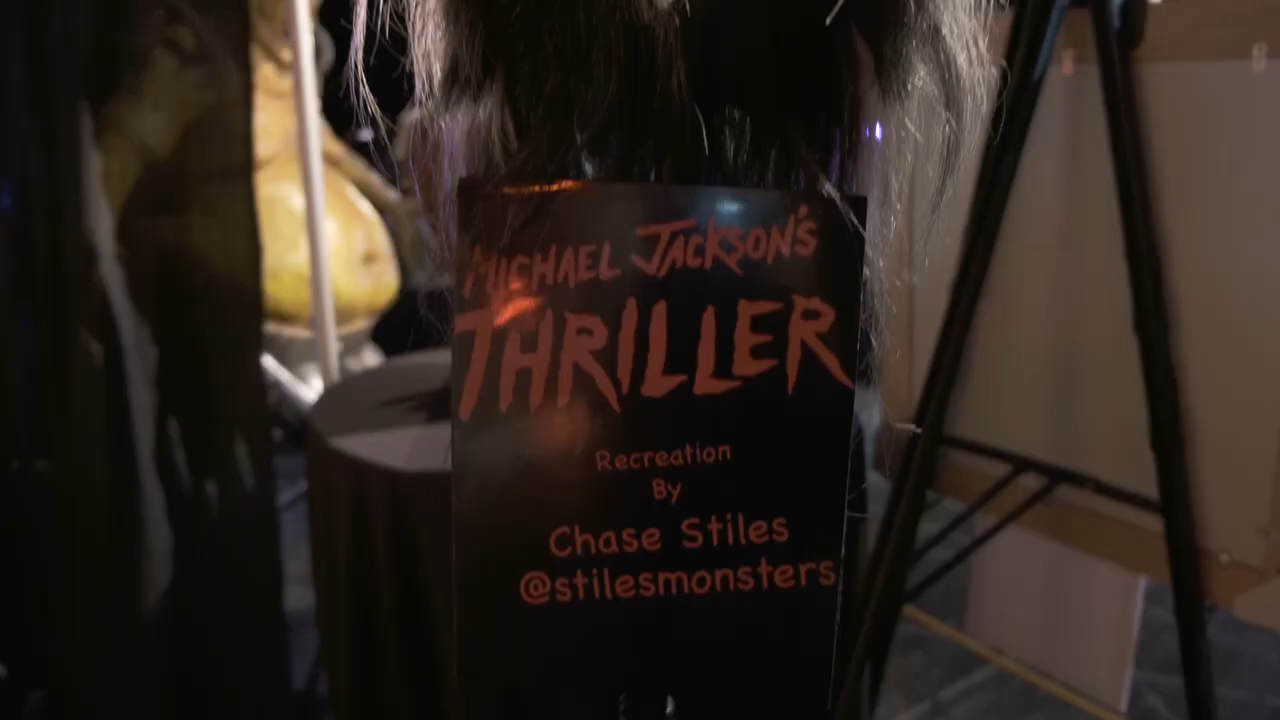 MICHAEL JACKSON'S
THRILLER
Recreation
By
Chase Stiles
@stilesmonsters